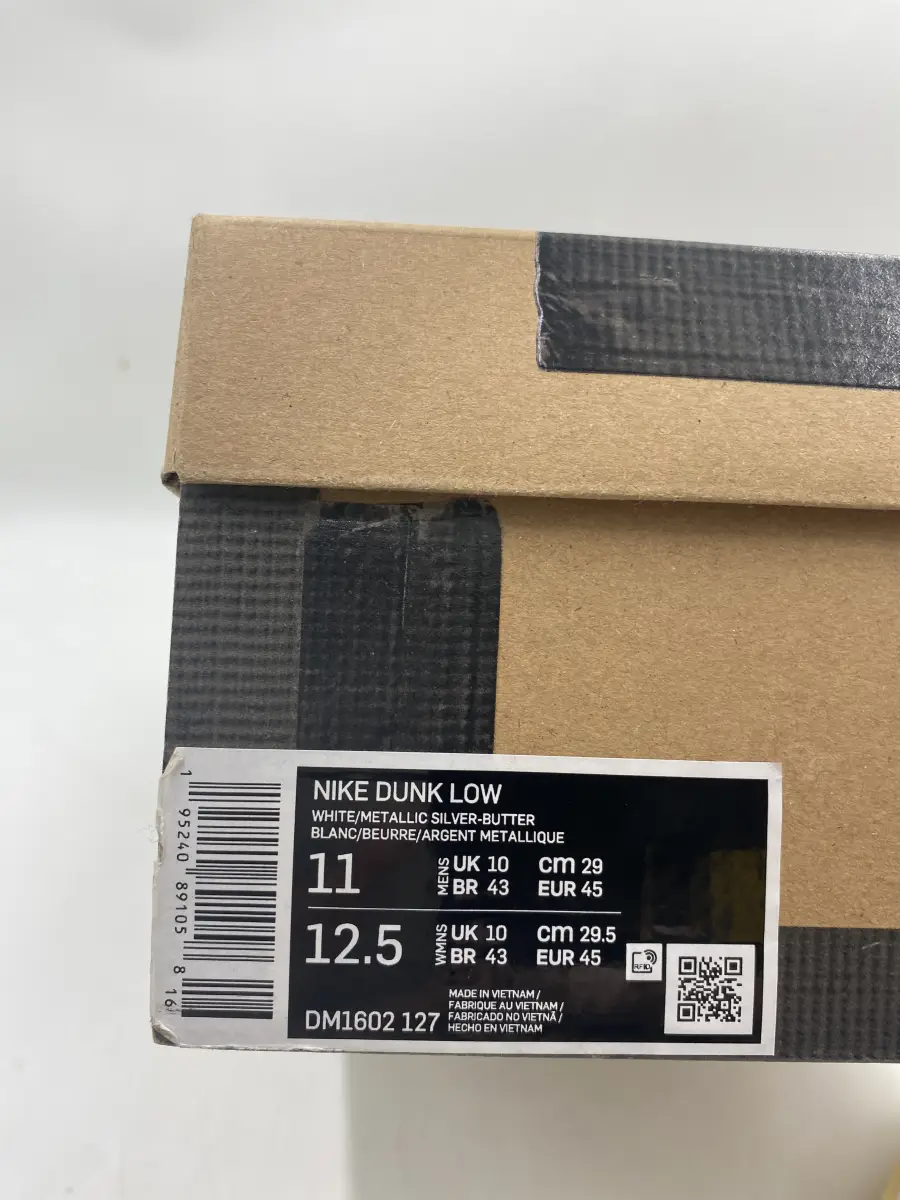 NIKE DUNK LOW
WHITE/METALLIC SILVER-BUTTER
BLANC/BEURRE/ARGENT METALLIQUE
11 MENS UK 10 cm 29
BR 43 EUR 45
12.5 WMNS UK 10 cm 29.5
BR 43 EUR 45
RFID
DM1602 127
MADE IN VIETNAM /
FABRIQUE AU VIETNAM /
FABRICADO NO VIETNÃ /
HECHO EN VIETNAM
1 95240 89105 8 16